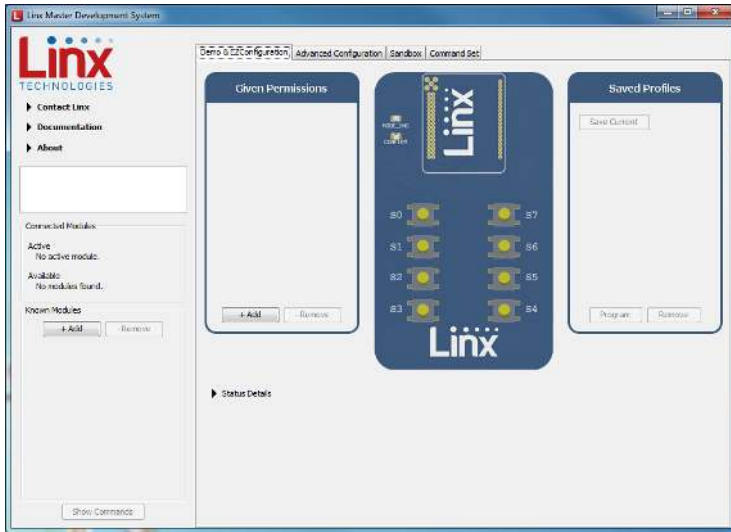 Linx Master Development System
Linx
TECHNOLOGIES
Contact Linx
Documentation
About
Connected Modules
Active
No active module.
Available
No modules found.
Known Modules
+ Add
- Remove
Show Commands
Demo & EZConfiguration
Advanced Configuration
Sandbox
Command Set
Given Permissions
+ Add
- Remove
Linx
MODE_IND
CONFIRM
S0
S7
S1
S6
S2
S5
S3
S4
Linx
Saved Profiles
Save Current
Program
Remove
Status Details